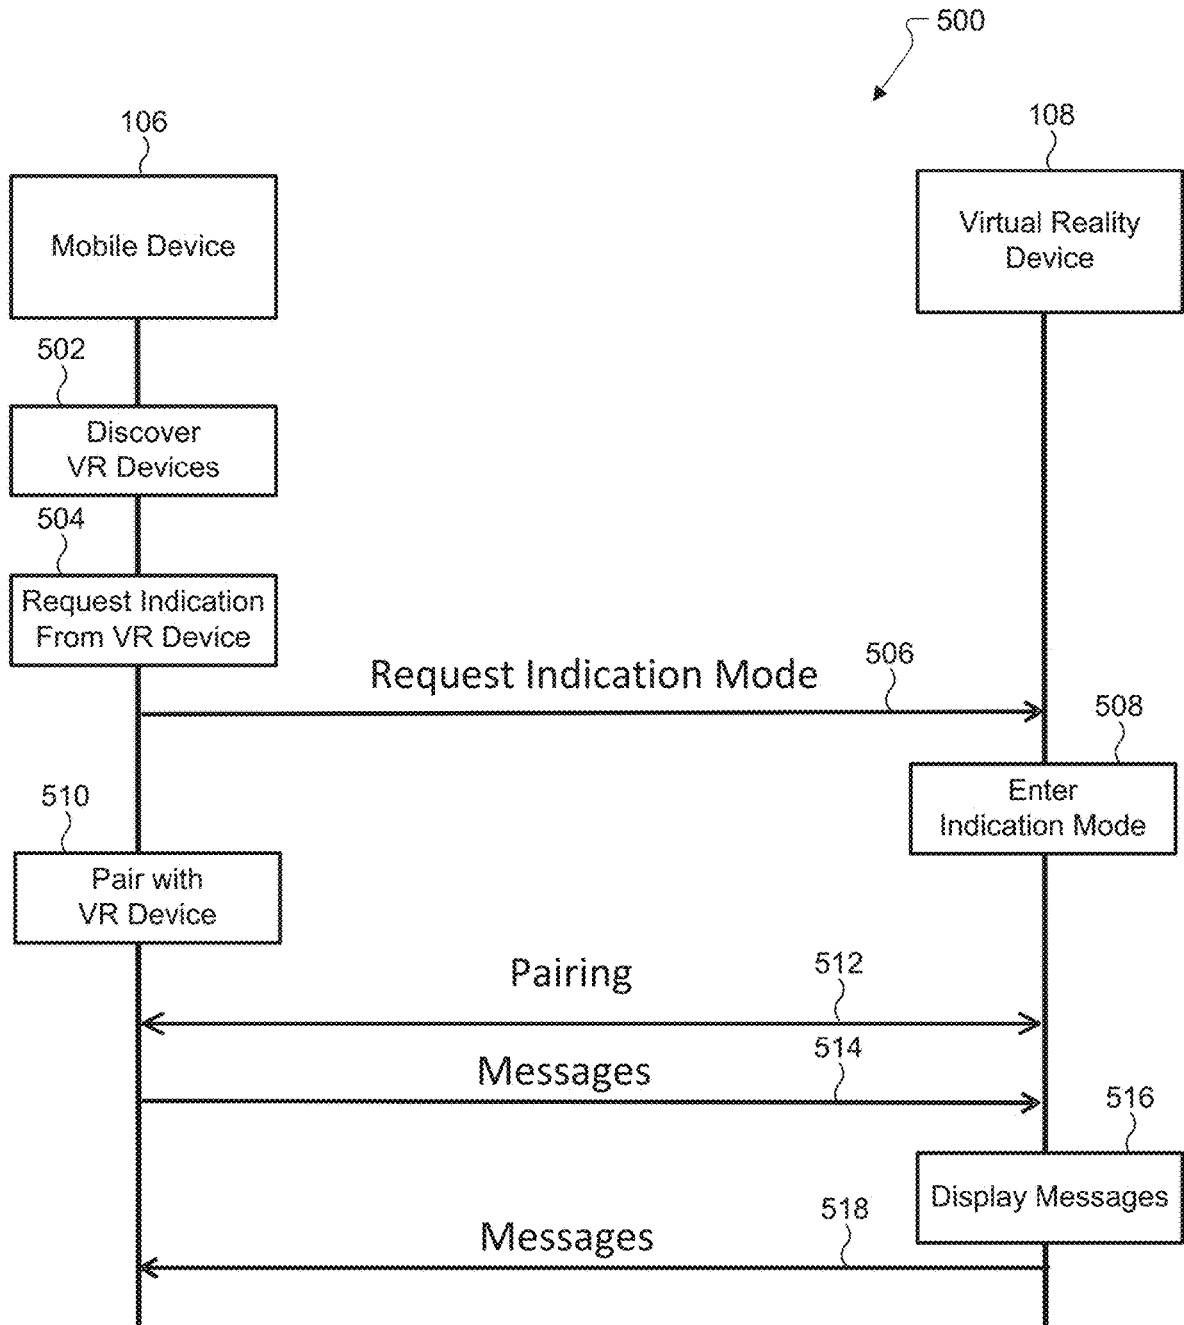 500
106
108
Mobile Device
Virtual Reality
Device
502
Discover
VR Devices
504
Request Indication
From VR Device
Request Indication Mode
506
508
Enter
Indication Mode
510
Pair with
VR Device
Pairing
512
Messages
514
516
Display Messages
Messages
518